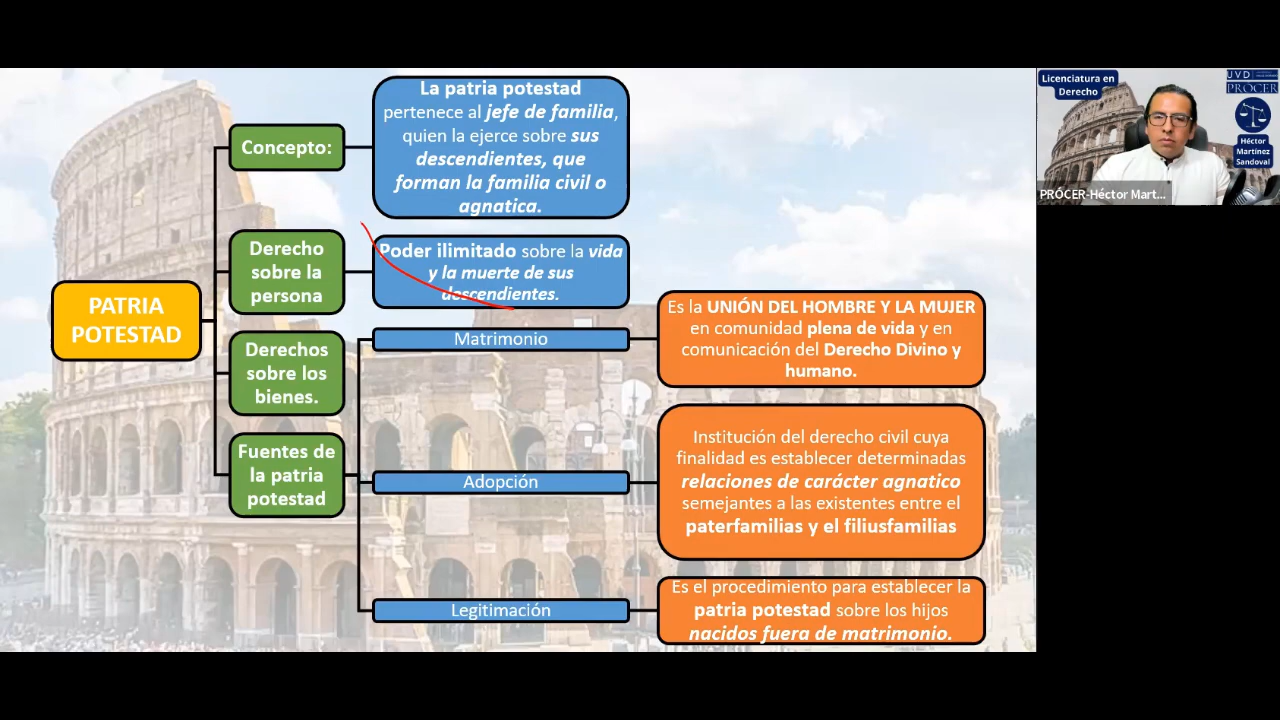 PATRIA
POTESTAD
Concepto:
La patria potestad
pertenece al jefe de familia,
quien la ejerce sobre sus
descendientes, que
forman la familia civil o
agnatica.
Derecho
sobre la
persona
Poder ilimitado sobre la vida
y la muerte de sus
descendientes.
Derechos
sobre los
bienes.
Fuentes de
la patria
potestad
Matrimonio
Es la UNIÓN DEL HOMBRE Y LA MUJER
en comunidad plena de vida y en
comunicación del Derecho Divino y
humano.
Adopción
Institución del derecho civil cuya
finalidad es establecer determinadas
relaciones de carácter agnatico
semejantes a las existentes entre el
paterfamilias y el filiusfamilias
Legitimación
Es el procedimiento para establecer la
patria potestad sobre los hijos
nacidos fuera de matrimonio.
Licenciatura en
Derecho
UVD
PRÓCER
Héctor
Martínez
Sandoval
PRÓCER-Héctor Mart...